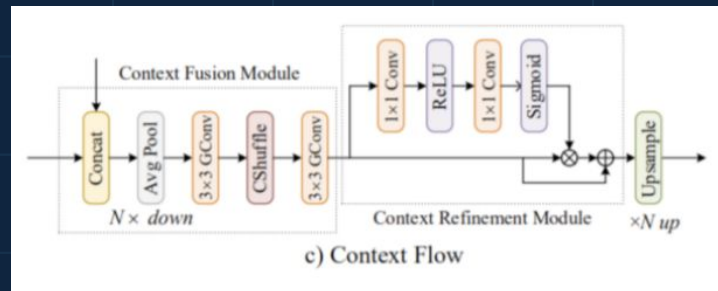 Context Fusion Module
Concat
Avg Pool
3×3 GConv
CShuffle
3×3 GConv
N× down
1×1 Conv
ReLU
1×1 Conv
Sigmoid
Context Refinement Module
Upsample
×N up
c) Context Flow